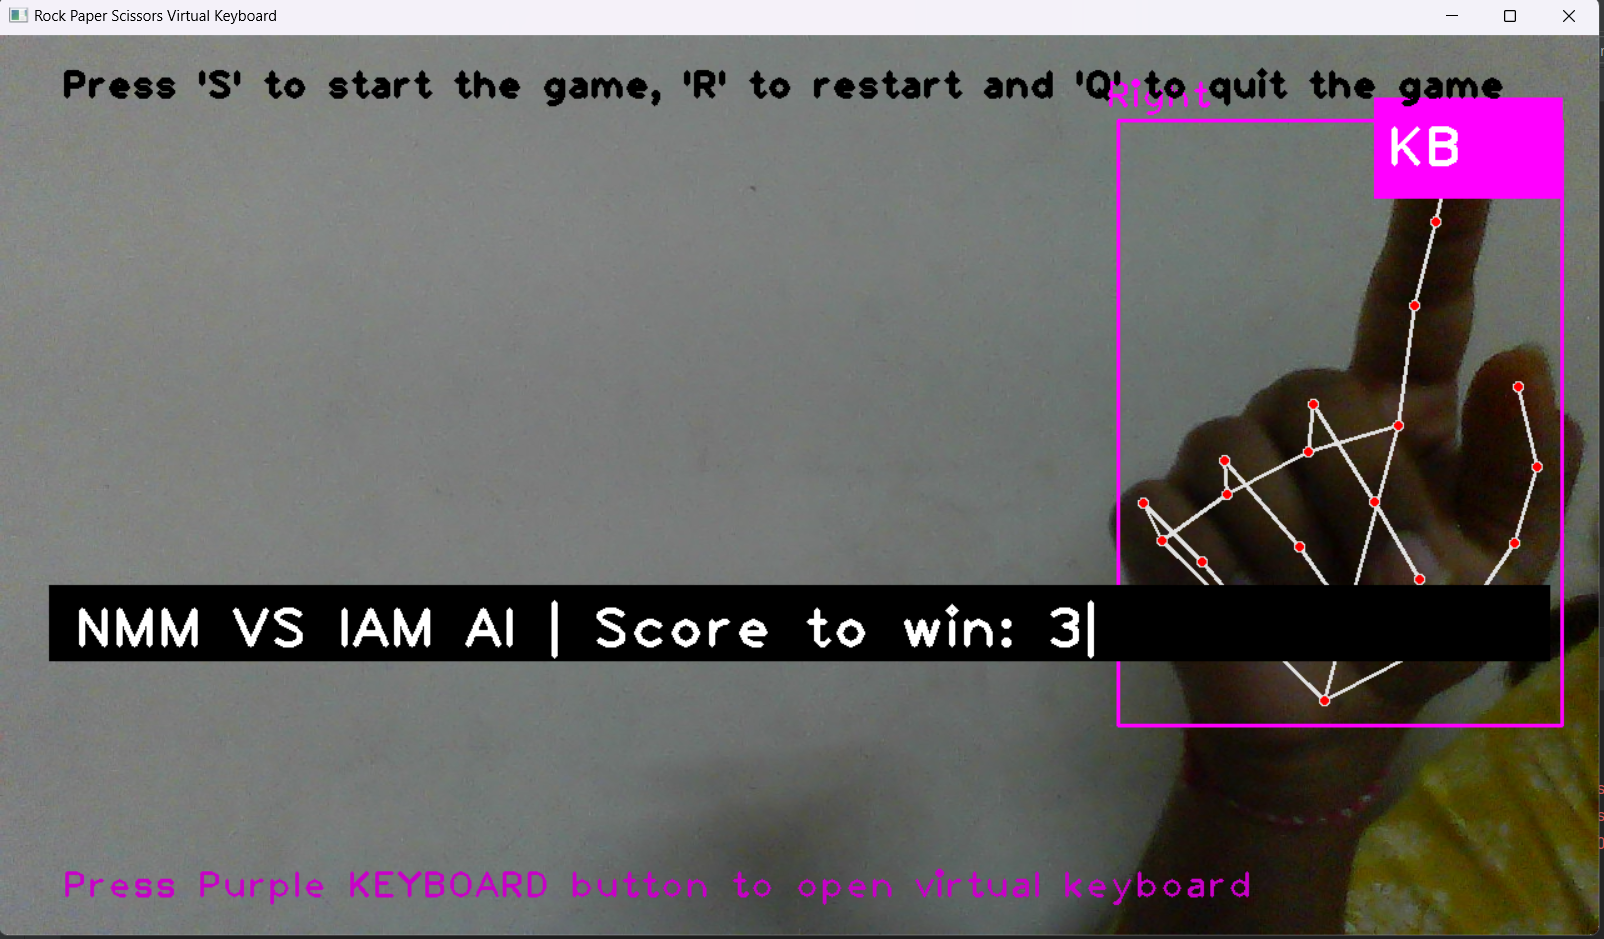 Rock Paper Scissors Virtual Keyboard
Press 'S' to start the game, 'R' to restart and 'Q' to quit the game
Right
KB
NMM VS IAM AI | Score to win: 3|
Press Purple KEYBOARD button to open virtual keyboard